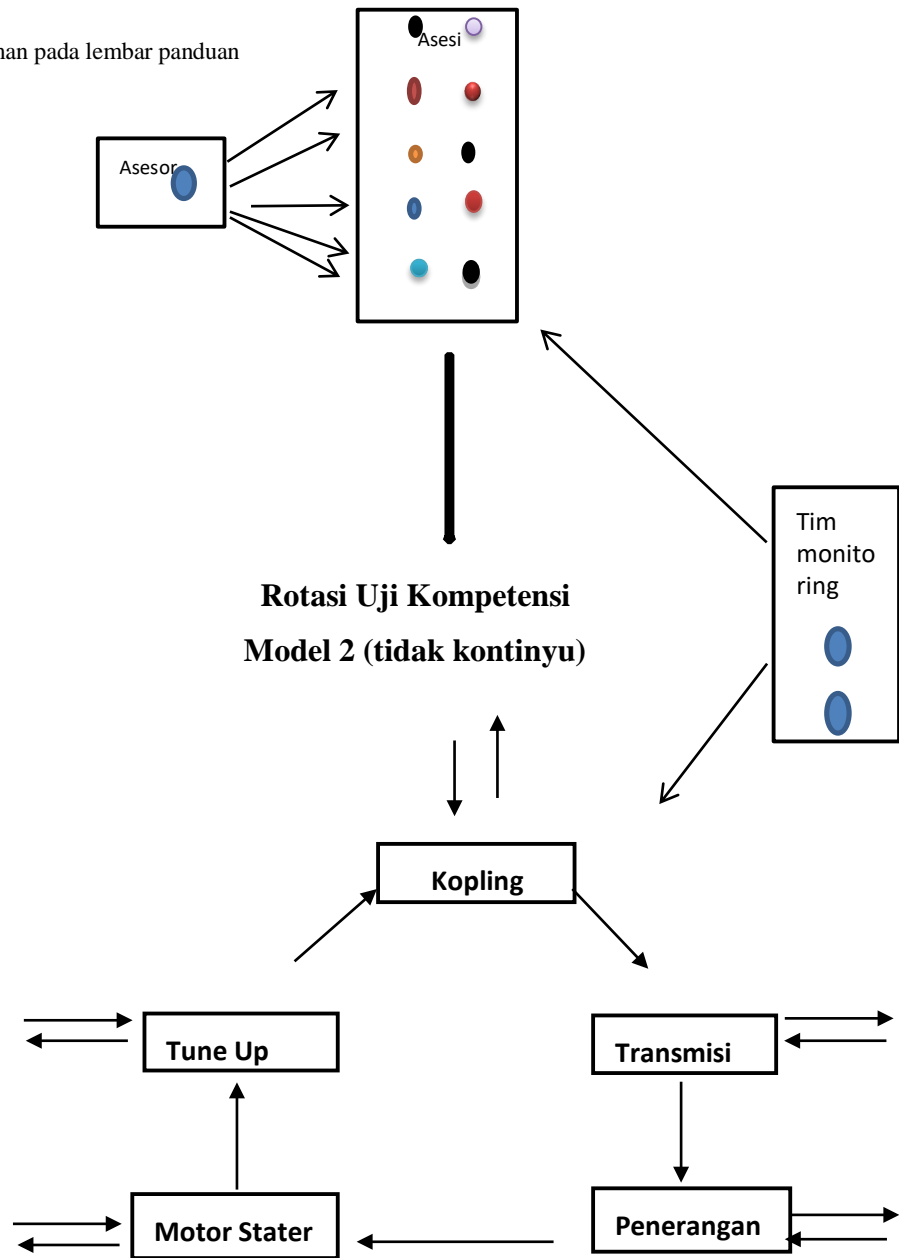 Asesi
nan pada lembar panduan
Asesor
Tim
monito
ring
Rotasi Uji Kompetensi
Model 2 (tidak kontinyu)
Kopling
Tune Up
Transmisi
Motor Stater
Penerangan